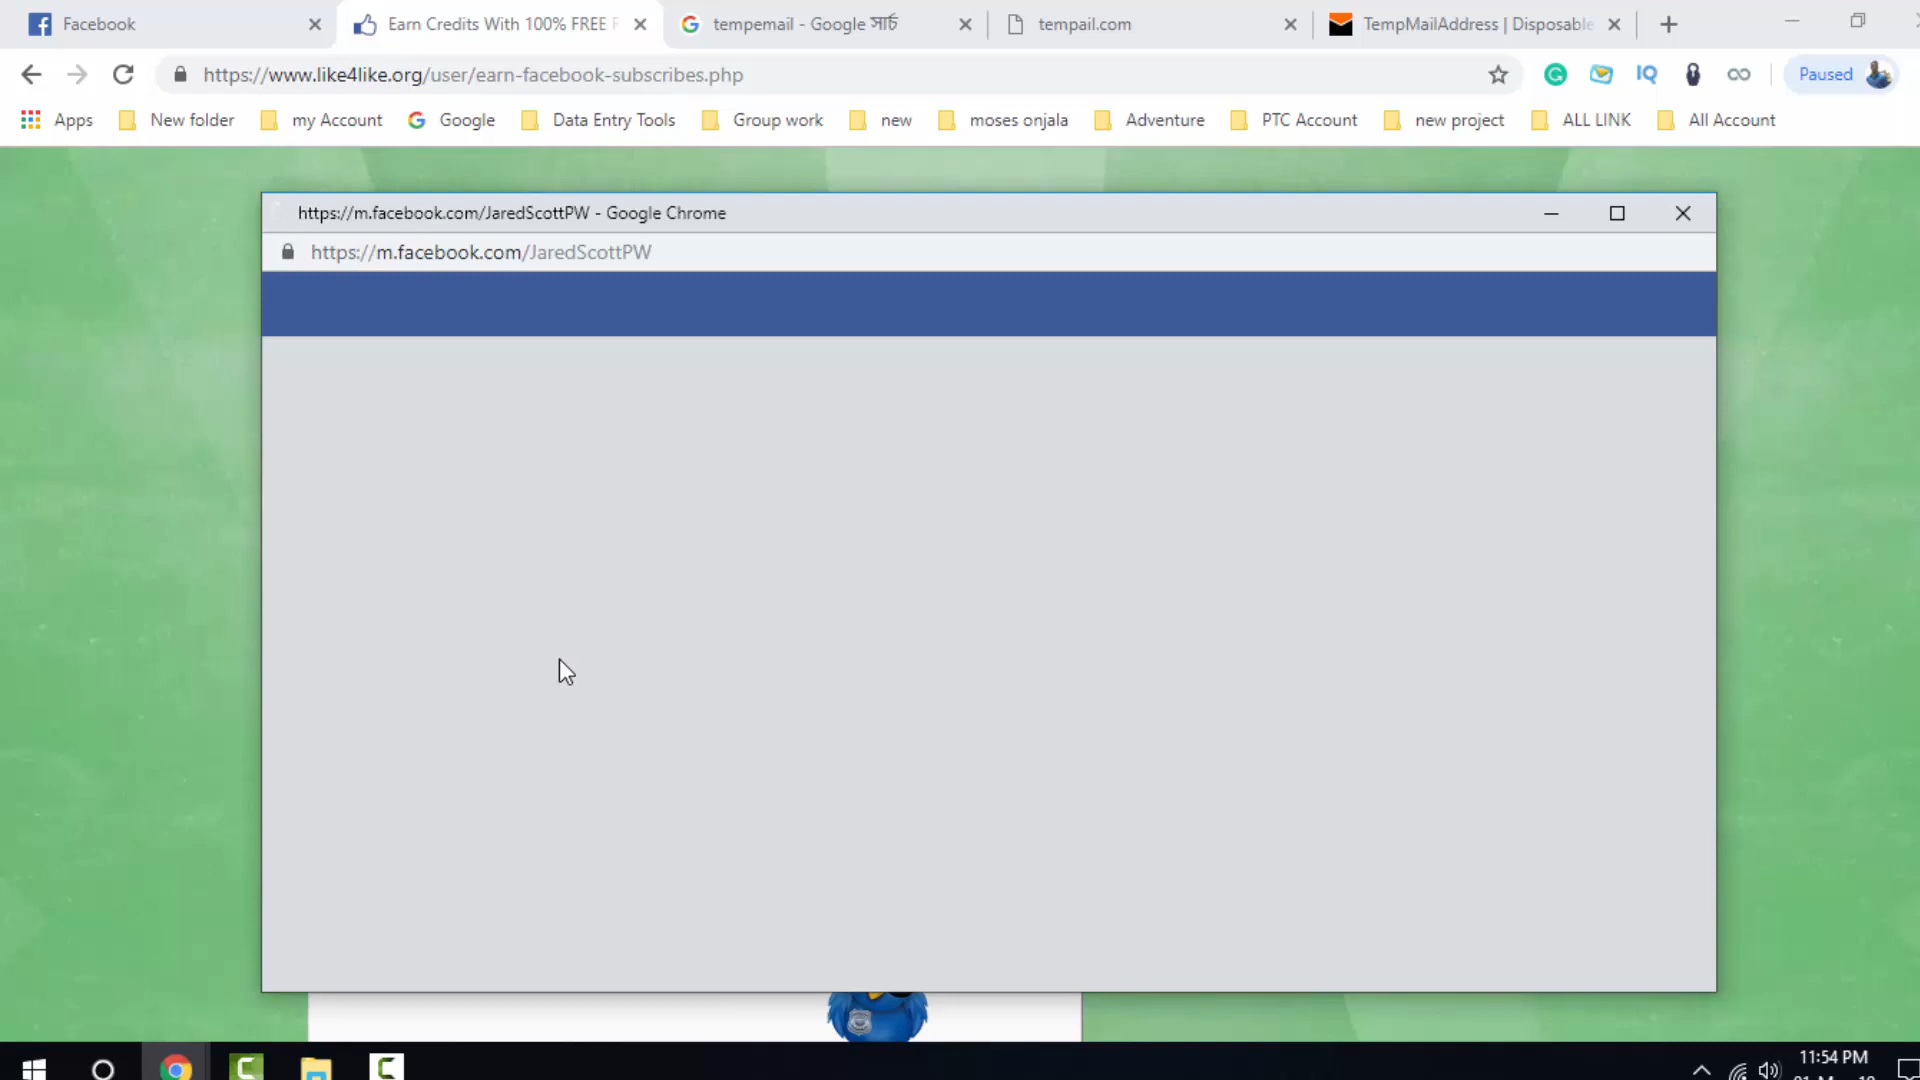 Facebook
Earn Credits With 100% FREE
tempemail - Google সার্চ
tempail.com
TempMailAddress | Disposable
https://www.like4like.org/user/earn-facebook-subscribes.php
IQ
Paused
Apps
New folder
my Account
Google
Data Entry Tools
Group work
new
moses onjala
Adventure
PTC Account
new project
ALL LINK
All Account
https://m.facebook.com/JaredScottPW - Google Chrome
https://m.facebook.com/JaredScottPW
11:54 PM